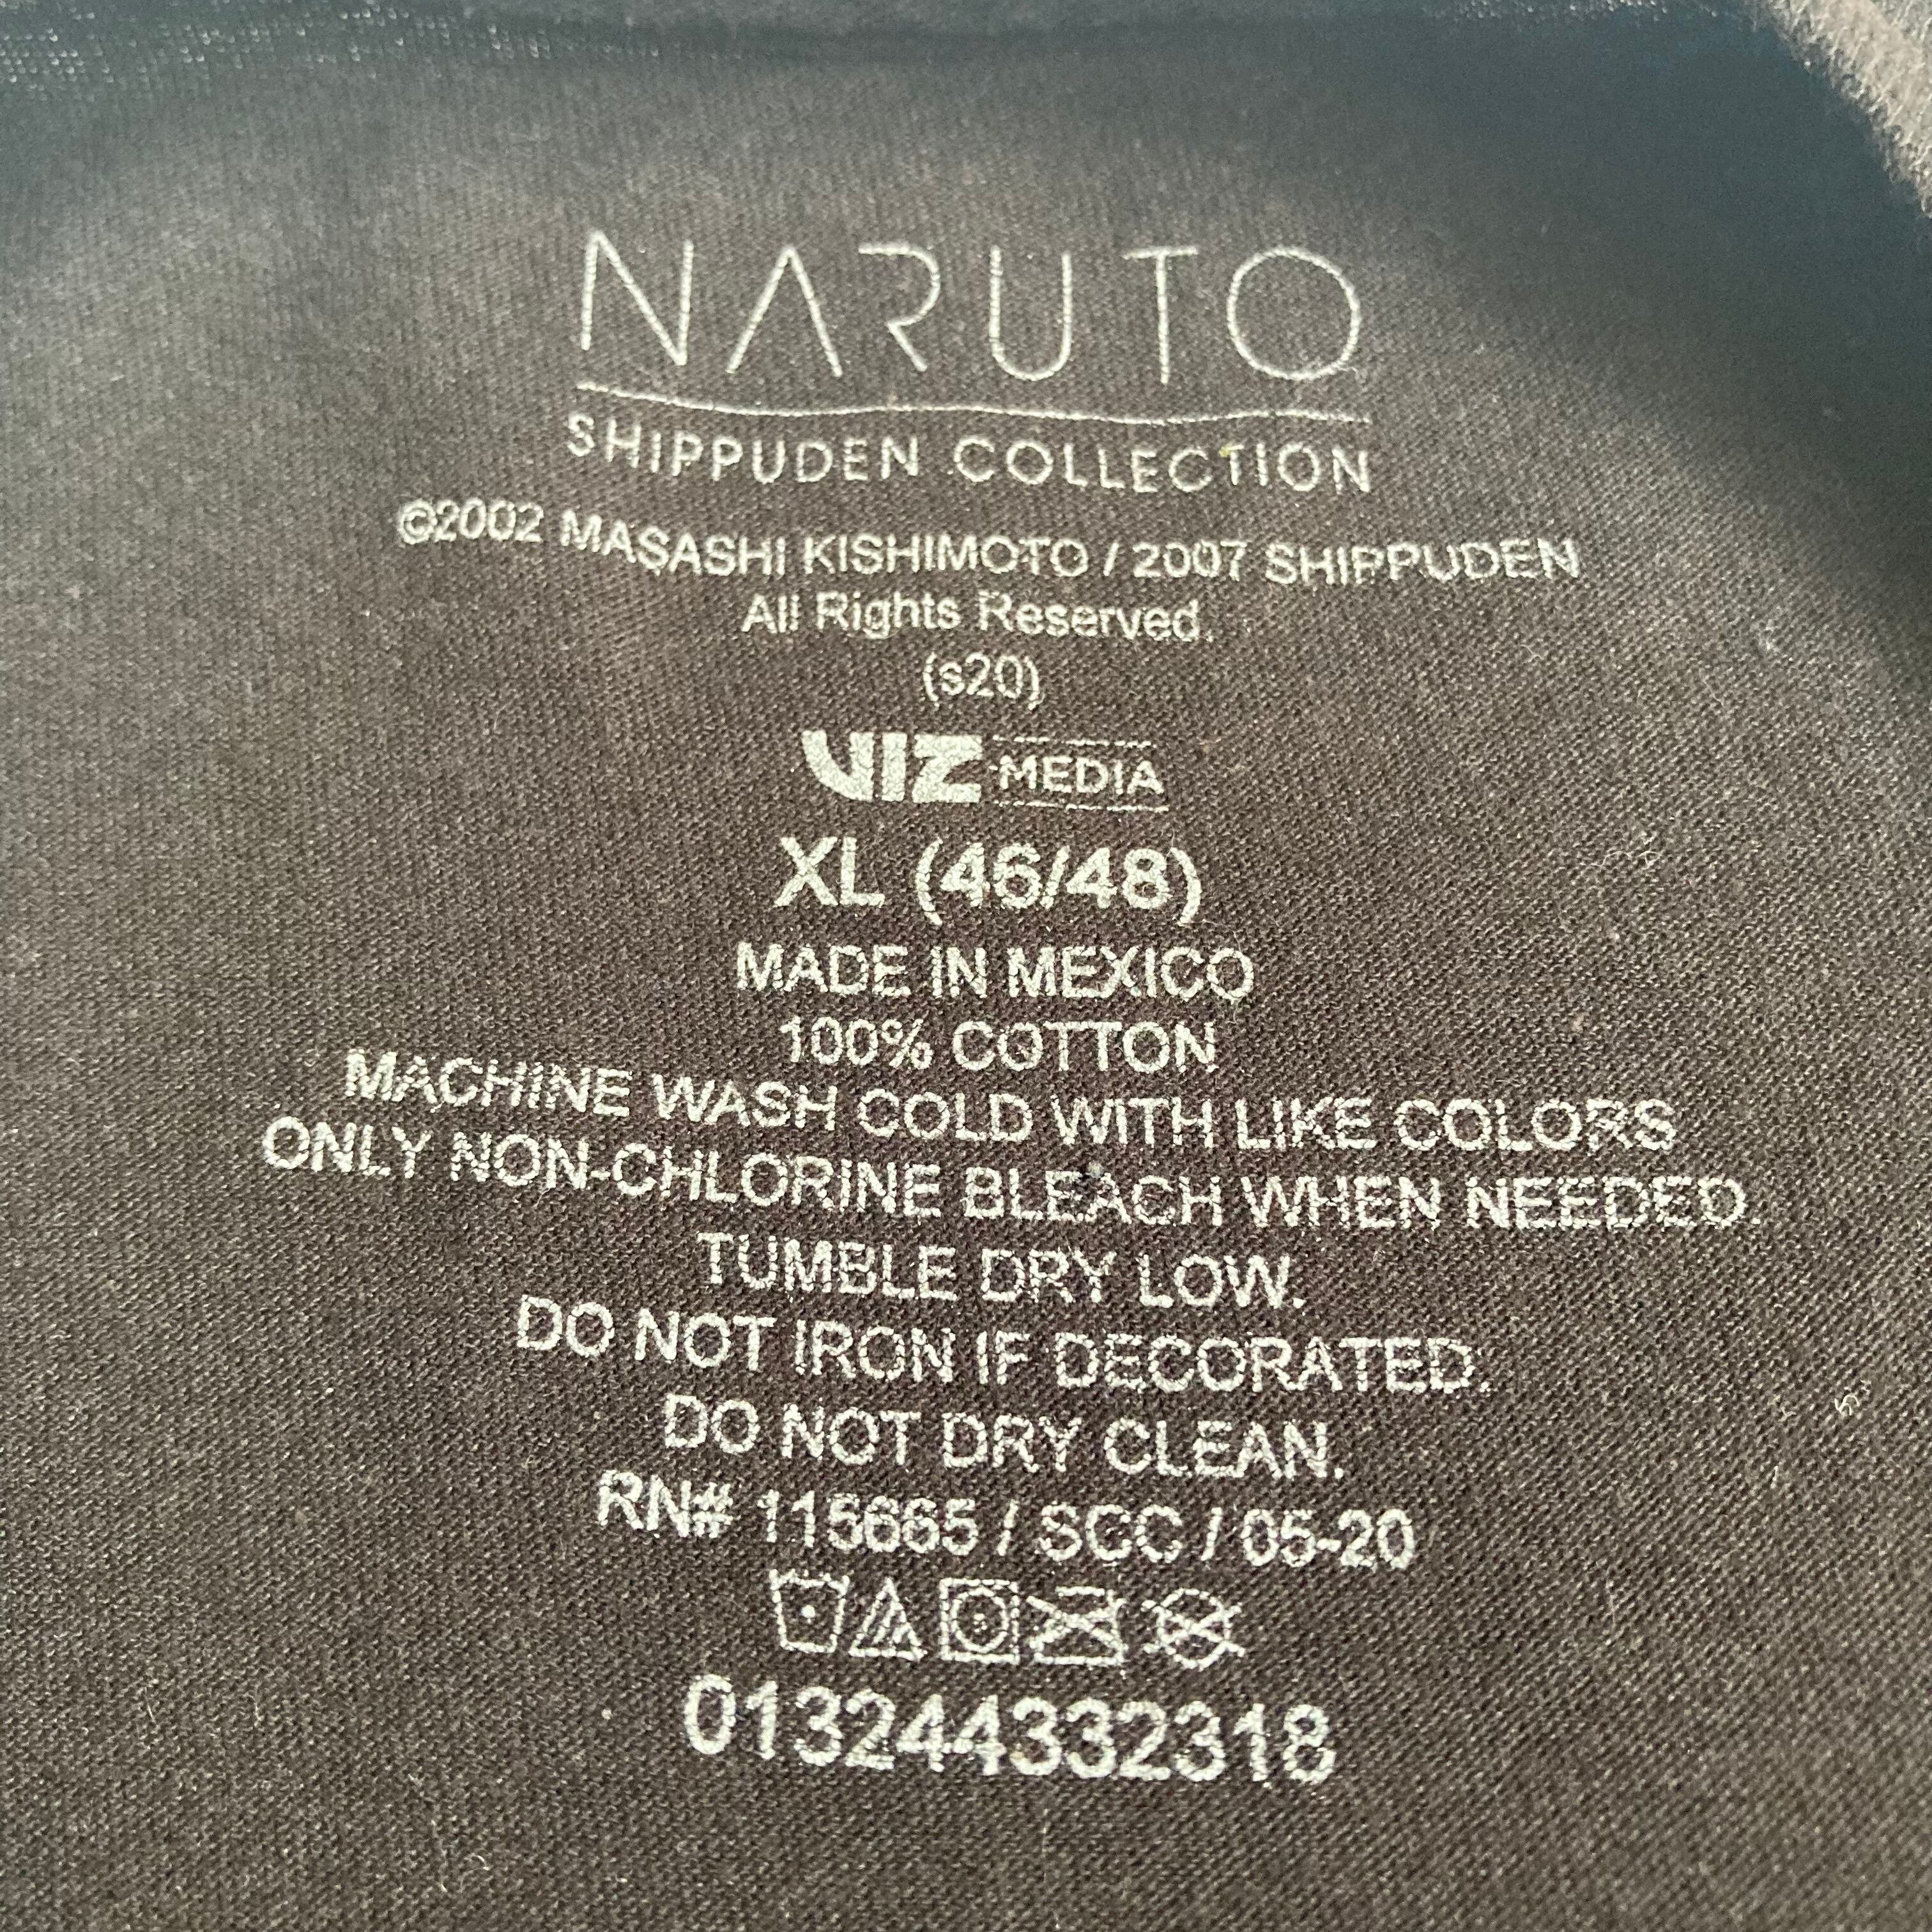 NARUTO
SHIPPUDEN COLLECTION
©2002 MASASHI KISHIMOTO / 2007 SHIPPUDEN
All Rights Reserved.
(s20)
VIZ MEDIA
XL (46/48)
MADE IN MEXICO
100% COTTON
MACHINE WASH COLD WITH LIKE COLORS
ONLY NON-CHLORINE BLEACH WHEN NEEDED.
TUMBLE DRY LOW.
DO NOT IRON IF DECORATED.
DO NOT DRY CLEAN.
RN# 115665 / SCC / 05-20
013244332318